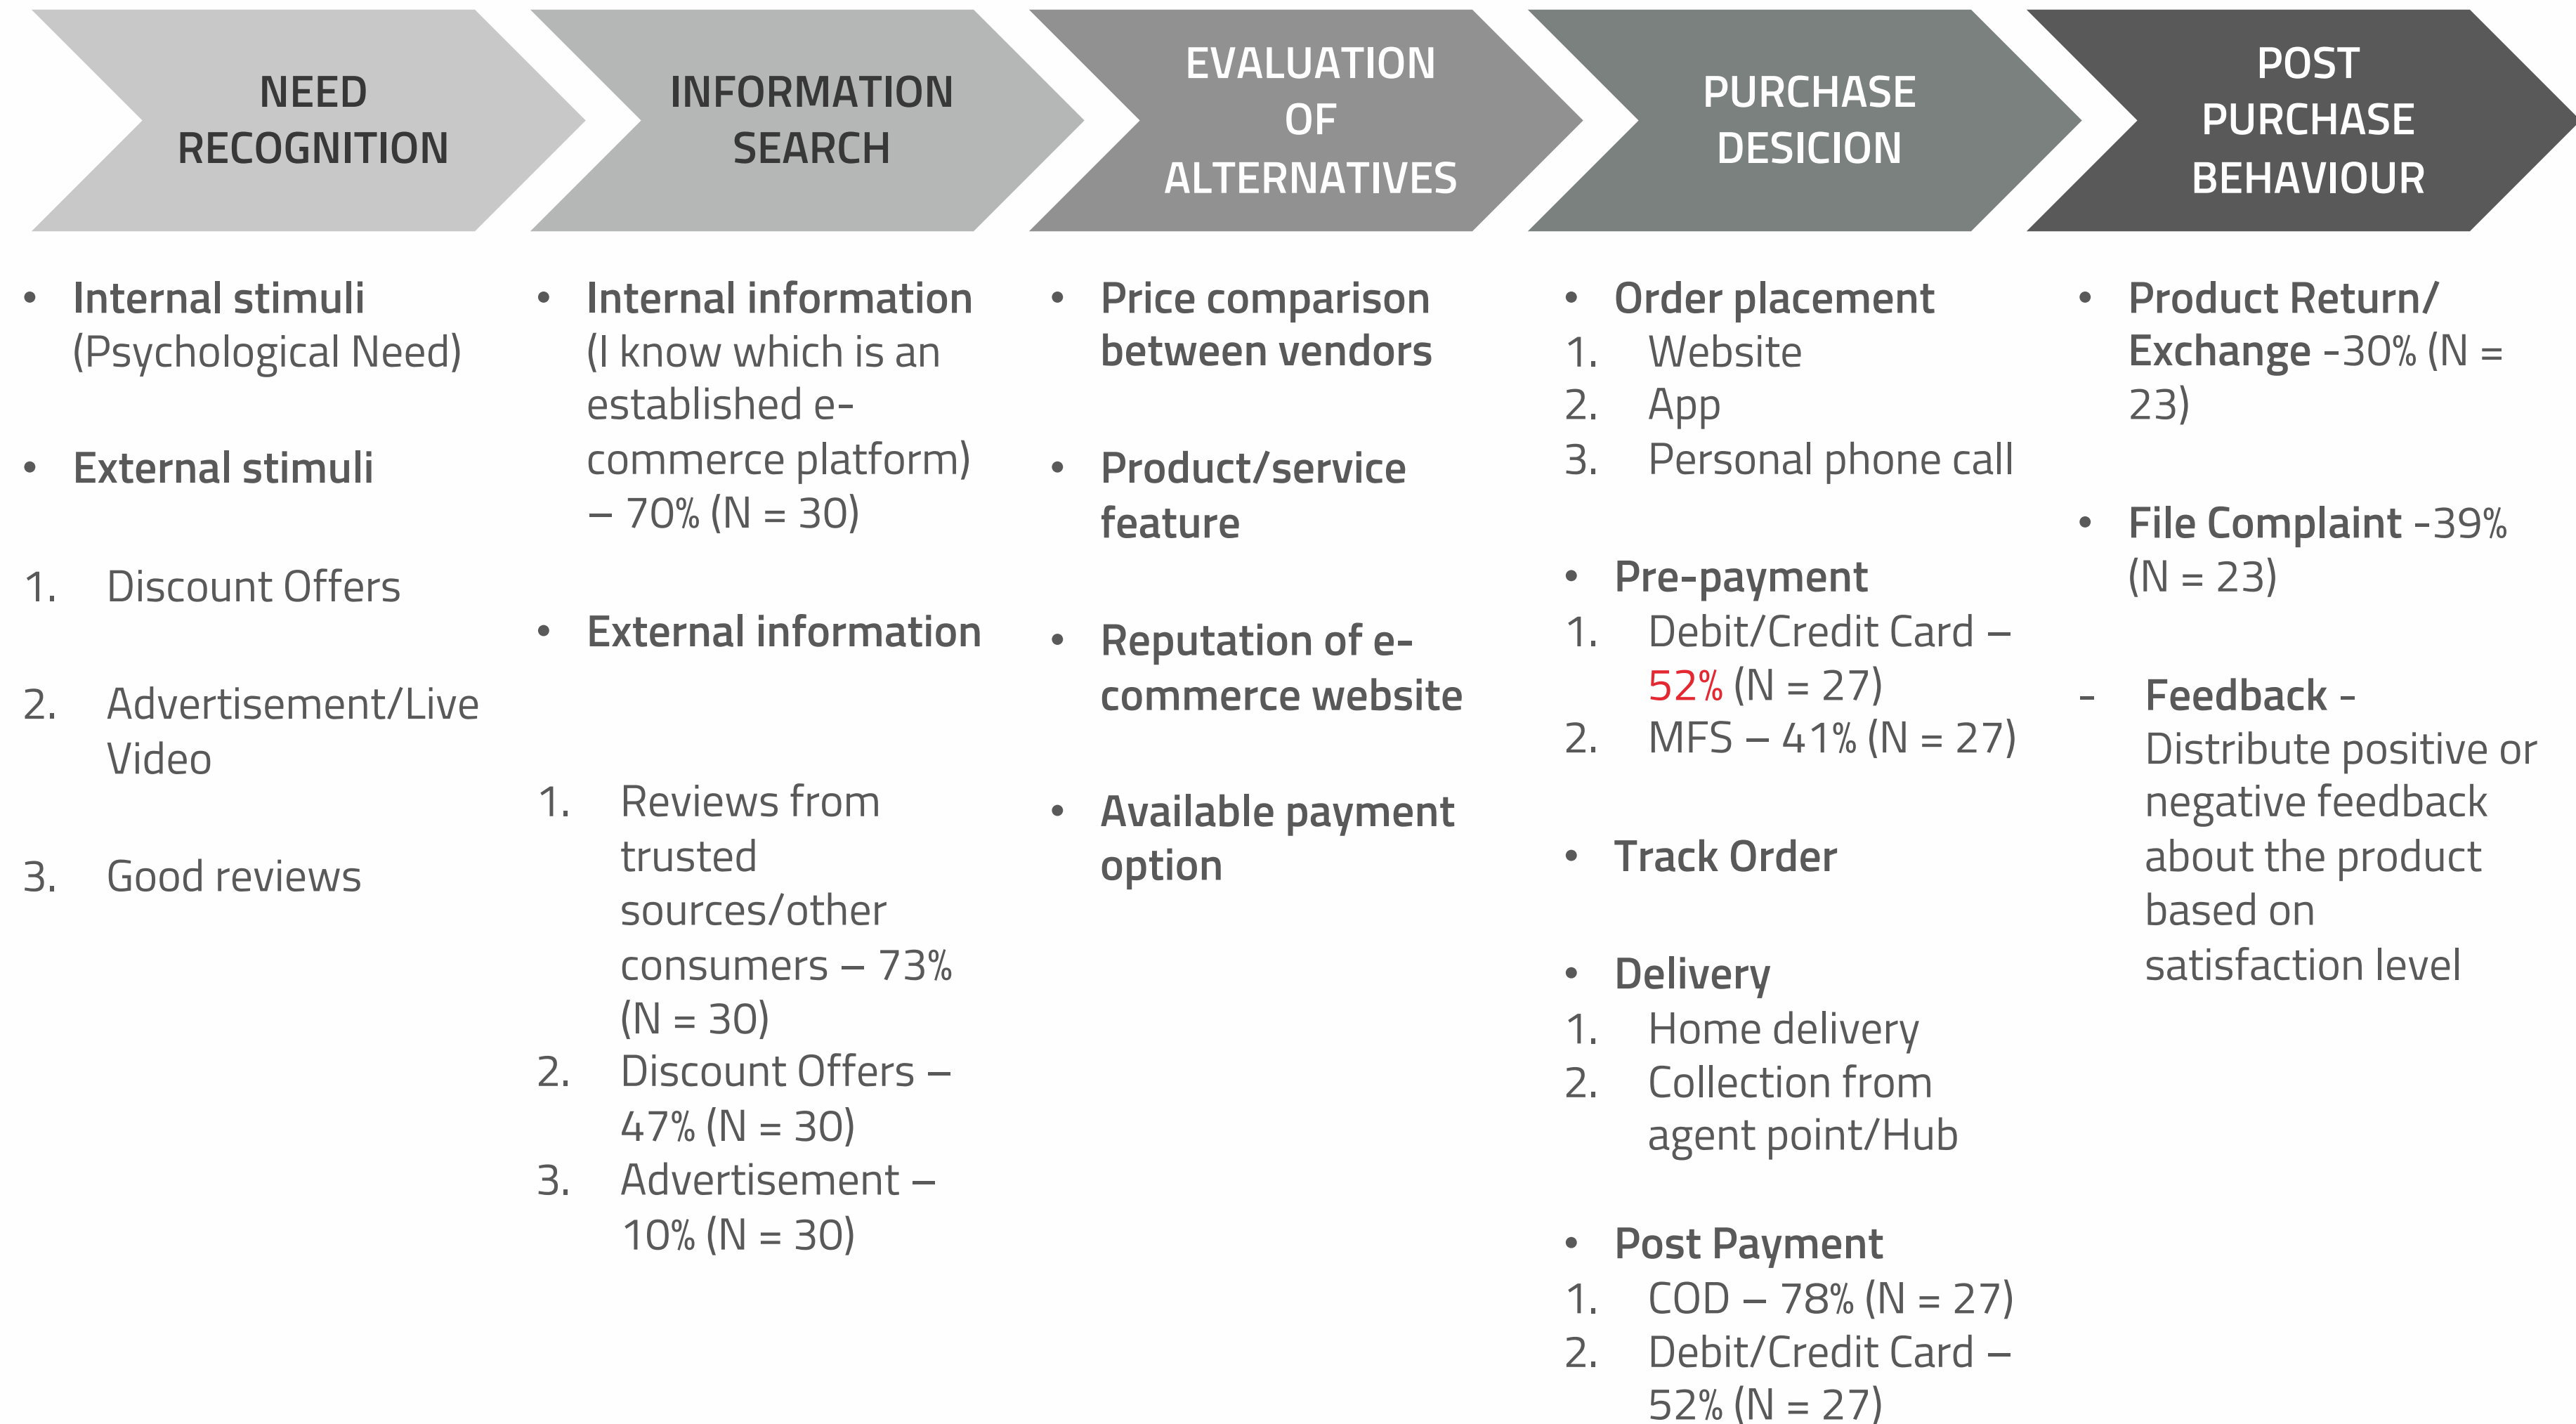 NEED
RECOGNITION
INFORMATION
SEARCH
EVALUATION
OF
ALTERNATIVES
PURCHASE
DESICION
POST
PURCHASE
BEHAVIOUR
• Internal stimuli
(Psychological Need)
• External stimuli
1. Discount Offers
2. Advertisement/Live
Video
3. Good reviews
• Internal information
(I know which is an
established e-
commerce platform)
– 70% (N = 30)
• External information
1. Reviews from
trusted
sources/other
consumers – 73%
(N = 30)
2. Discount Offers –
47% (N = 30)
3. Advertisement –
10% (N = 30)
• Price comparison
between vendors
• Product/service
feature
• Reputation of e-
commerce website
• Available payment
option
• Order placement
1. Website
2. App
3. Personal phone call
• Pre-payment
1. Debit/Credit Card –
52% (N = 27)
2. MFS – 41% (N = 27)
• Track Order
• Delivery
1. Home delivery
2. Collection from
agent point/Hub
• Post Payment
1. COD – 78% (N = 27)
2. Debit/Credit Card –
52% (N = 27)
• Product Return/
Exchange -30% (N =
23)
• File Complaint -39%
(N = 23)
- Feedback -
Distribute positive or
negative feedback
about the product
based on
satisfaction level